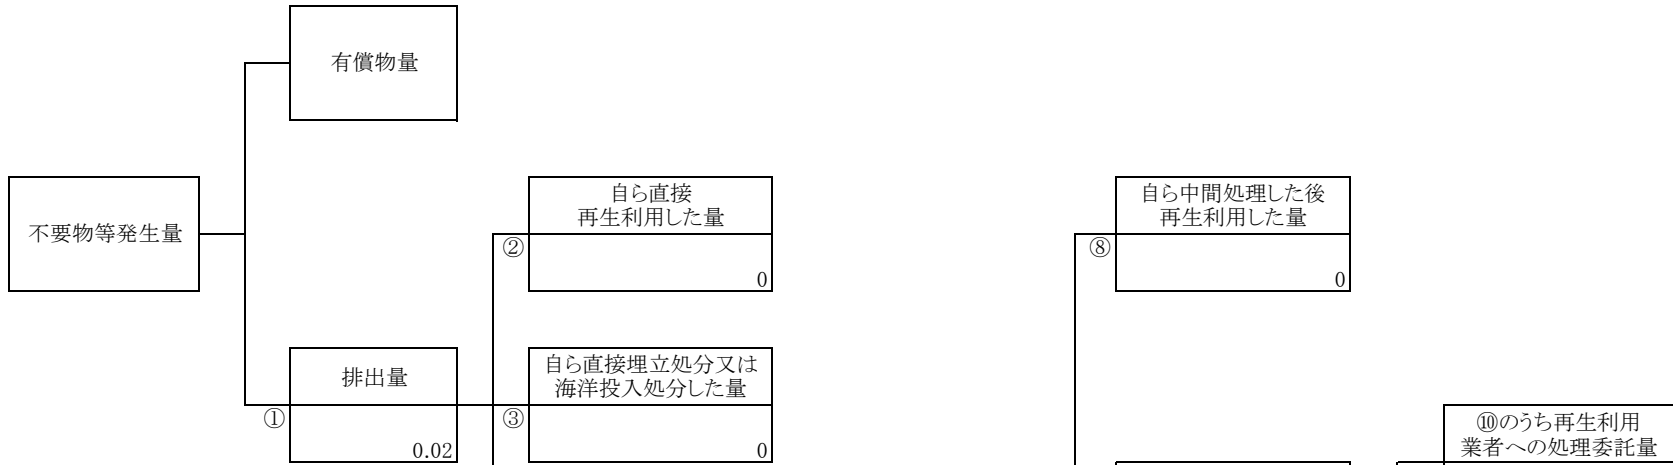 有償物量
不要物等発生量
自ら直接
再生利用した量
②
0
自ら中間処理した後
再生利用した量
⑧
0
排出量
①
0.02
自ら直接埋立処分又は
海洋投入処分した量
③
0
⑩のうち再生利用
業者への処理委託量